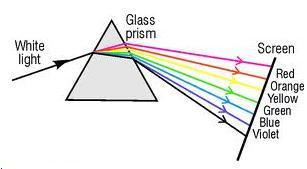 Glass
prism
White
light
Screen
Red
Orange
Yellow
Green
Blue
Violet